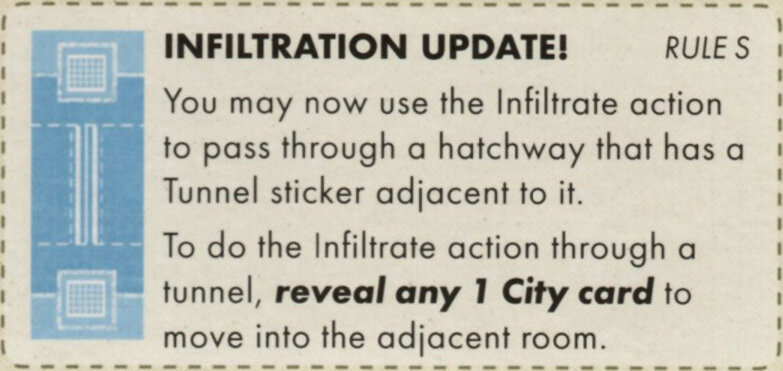 INFILTRATION UPDATE! RULE S
You may now use the Infiltrate action
to pass through a hatchway that has a
Tunnel sticker adjacent to it.
To do the Infiltrate action through a
tunnel, reveal any 1 City card to
move into the adjacent room.